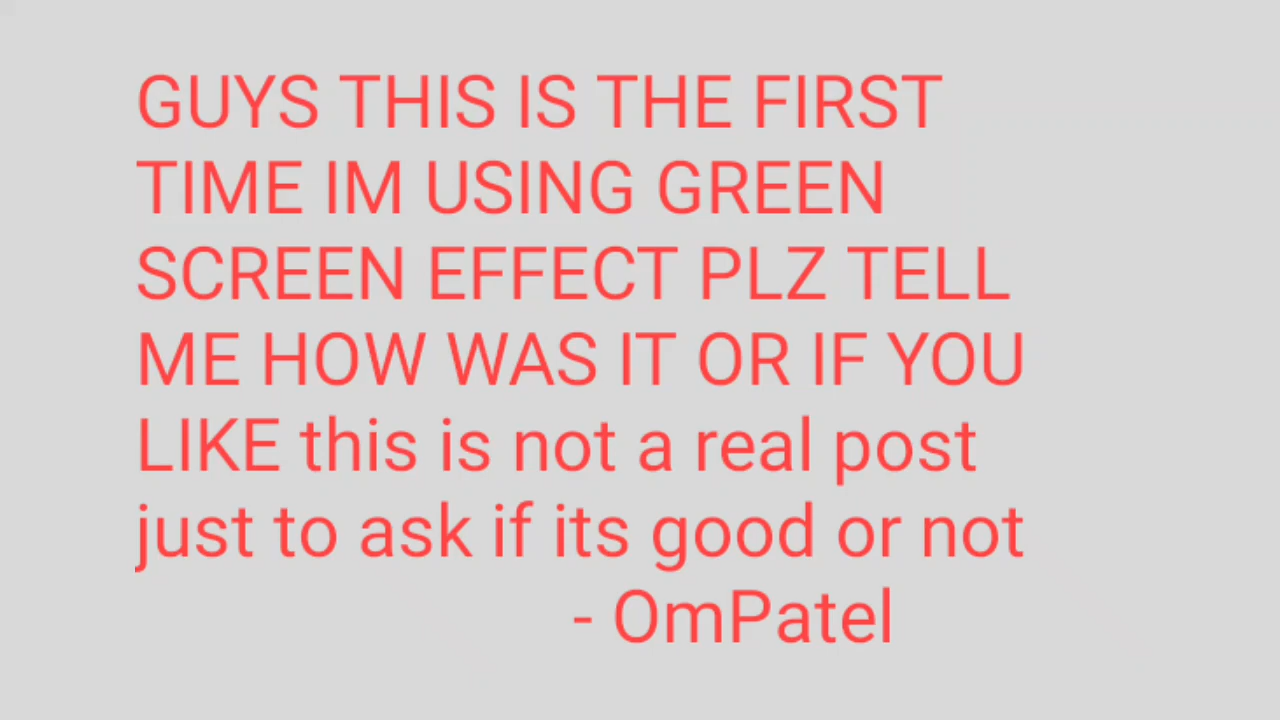 GUYS THIS IS THE FIRST
TIME IM USING GREEN
SCREEN EFFECT PLZ TELL
ME HOW WAS IT OR IF YOU
LIKE this is not a real post
just to ask if its good or not
- OmPatel